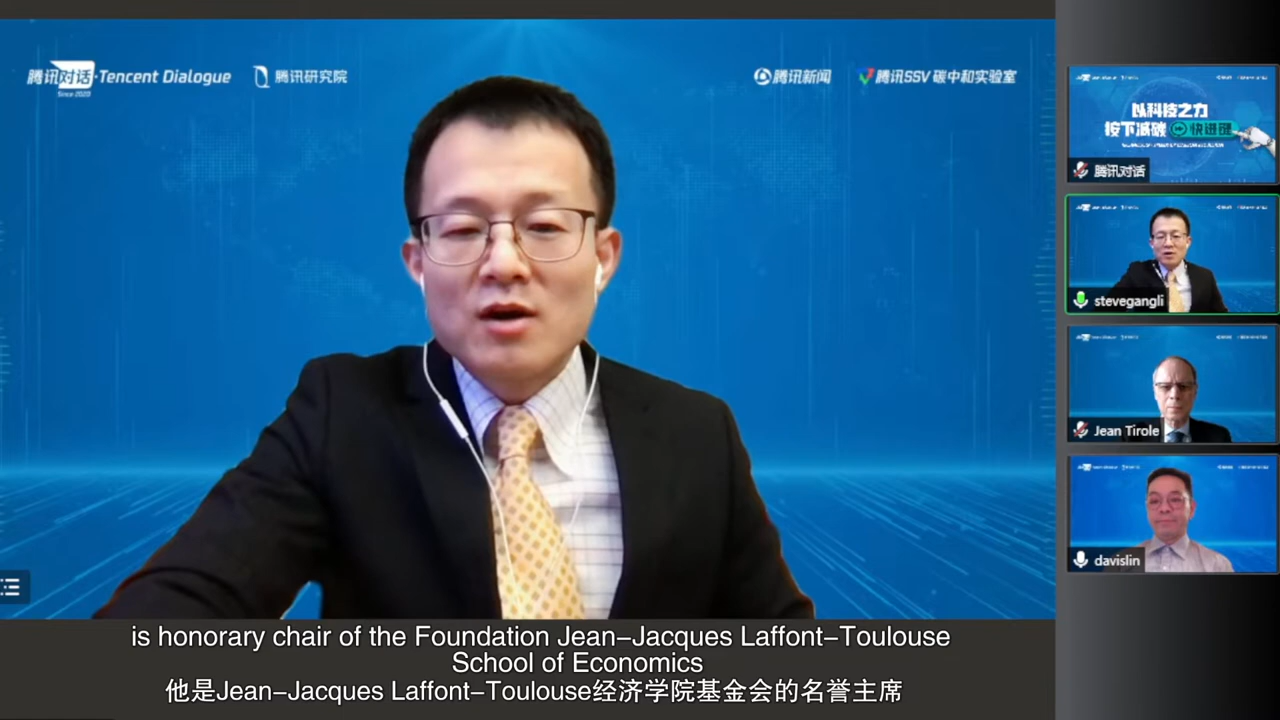 腾讯对话·Tencent Dialogue
Since 2020
腾讯研究院
腾讯新闻
腾讯SSV 碳中和实验室
以科技之力
按下减碳 快进键
腾讯对话
stevegangli
Jean Tirole
davislin
is honorary chair of the Foundation Jean-Jacques Laffont-Toulouse
School of Economics
他是Jean-Jacques Laffont-Toulouse经济学院基金会的名誉主席